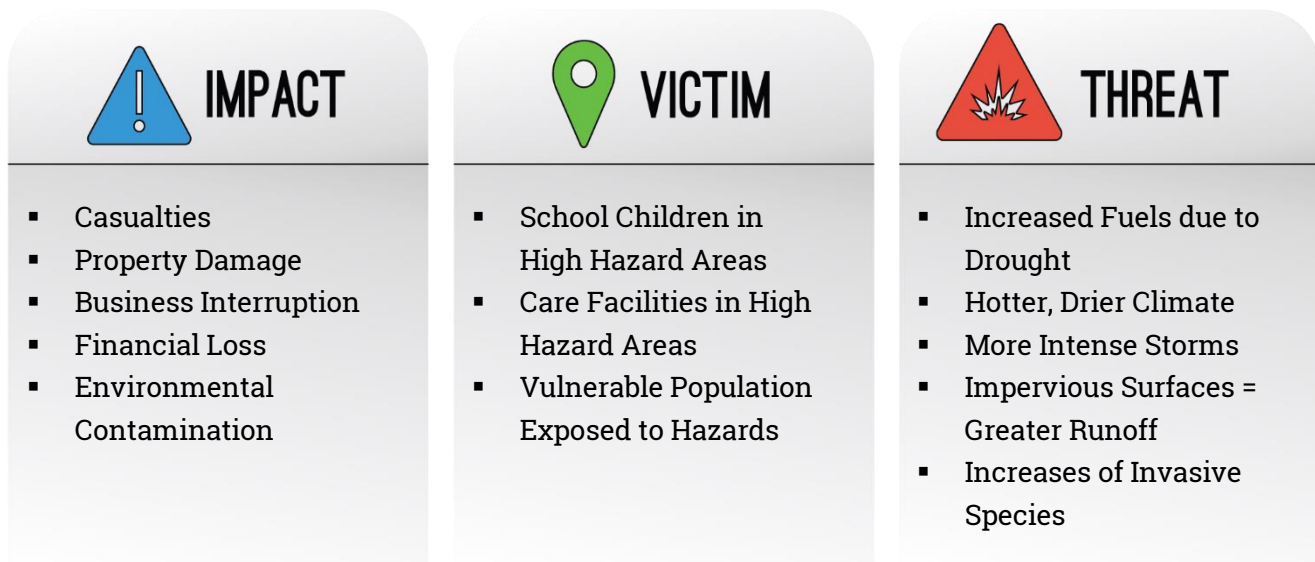 IMPACT
▪ Casualties
▪ Property Damage
▪ Business Interruption
▪ Financial Loss
▪ Environmental
Contamination
VICTIM
▪ School Children in
High Hazard Areas
▪ Care Facilities in High
Hazard Areas
▪ Vulnerable Population
Exposed to Hazards
THREAT
▪ Increased Fuels due to
Drought
▪ Hotter, Drier Climate
▪ More Intense Storms
▪ Impervious Surfaces =
Greater Runoff
▪ Increases of Invasive
Species